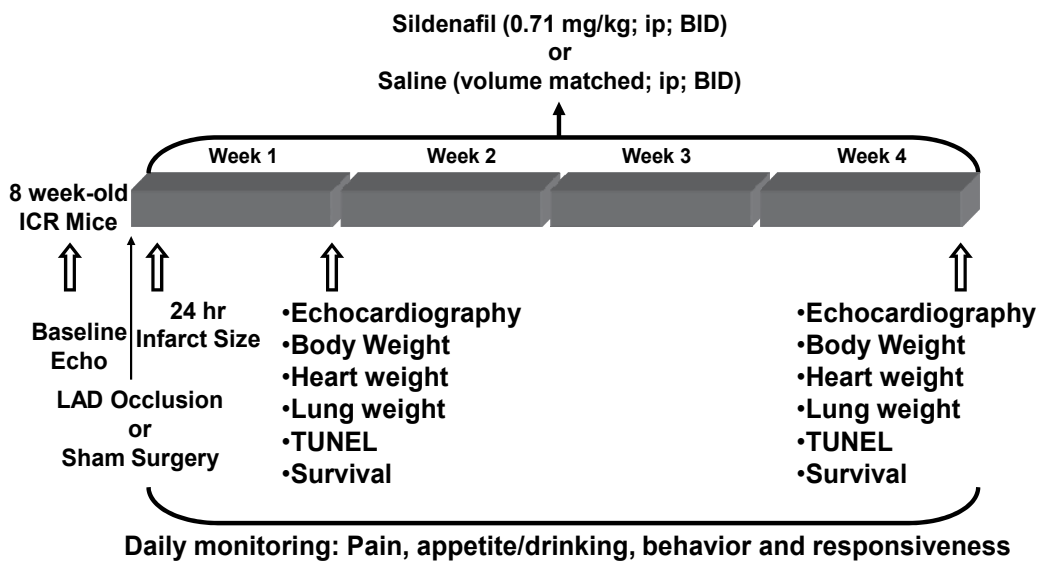 Sildenafil (0.71 mg/kg; ip; BID)
or
Saline (volume matched; ip; BID)
Week 1
Week 2
Week 3
Week 4
8 week-old
ICR Mice
Baseline
Echo
24 hr
Infarct Size
LAD Occlusion
or
Sham Surgery
•Echocardiography
•Body Weight
•Heart weight
•Lung weight
•TUNEL
•Survival
•Echocardiography
•Body Weight
•Heart weight
•Lung weight
•TUNEL
•Survival
Daily monitoring: Pain, appetite/drinking, behavior and responsiveness